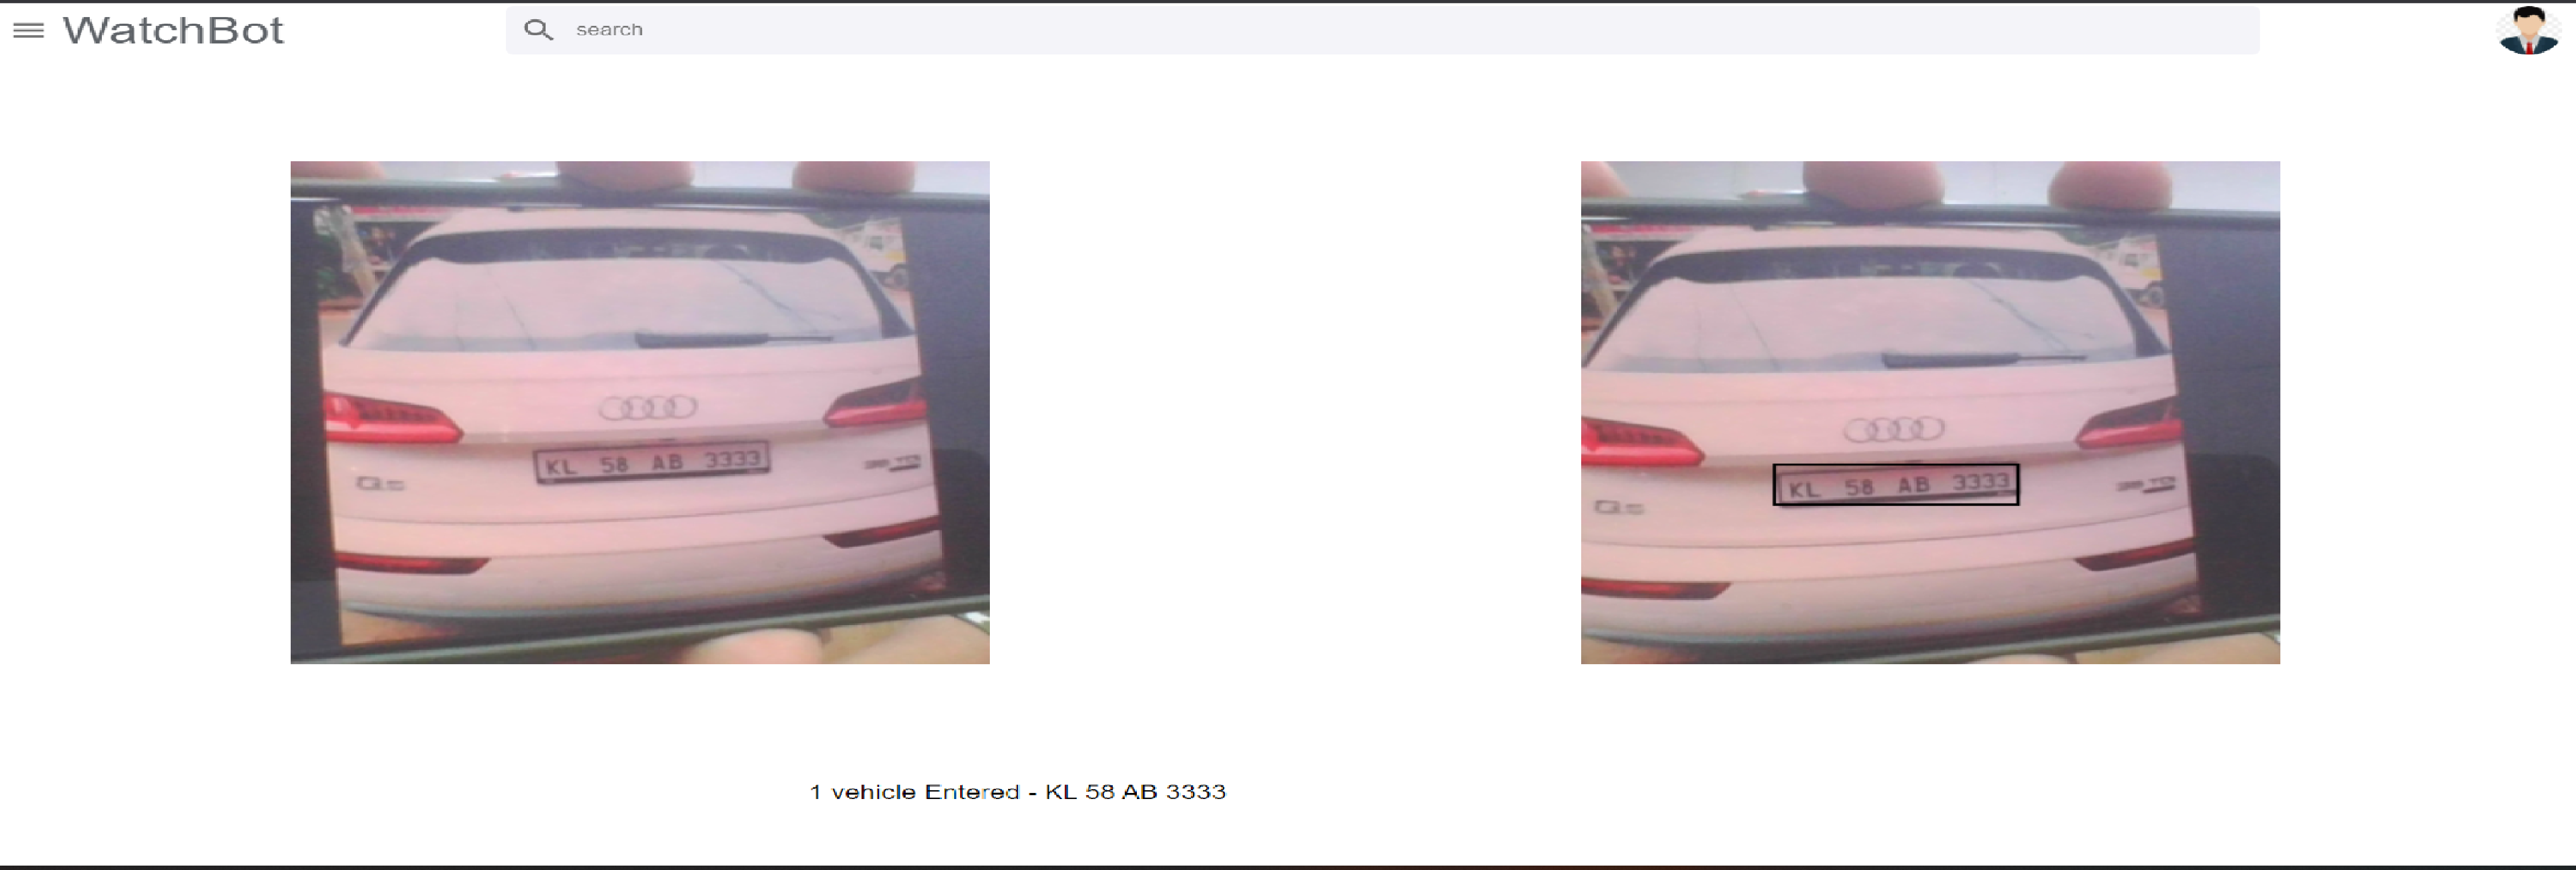 WatchBot
search
KL 58 AB 3333
KL 58 AB 3333
1 vehicle Entered - KL 58 AB 3333